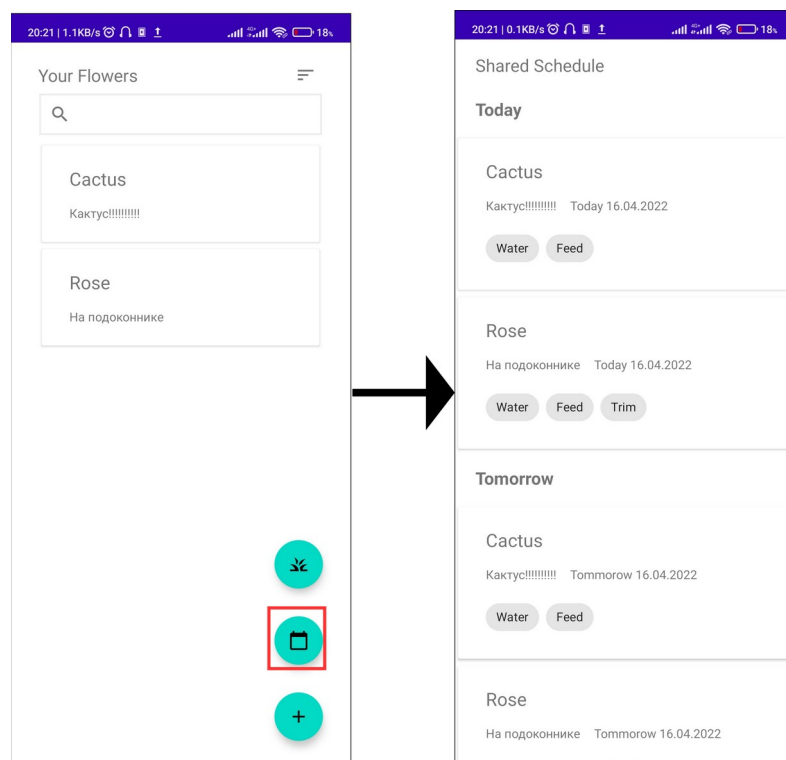 20:21 | 1.1KB/s
4G+
18%
Your Flowers
Cactus
Кактус!!!!!!!!!!
Rose
На подоконнике
20:21 | 0.1KB/s
4G+
18%
Shared Schedule
Today
Cactus
Кактус!!!!!!!!!! Today 16.04.2022
Water Feed
Rose
На подоконнике Today 16.04.2022
Water Feed Trim
Tomorrow
Cactus
Кактус!!!!!!!!!! Tommorow 16.04.2022
Water Feed
Rose
На подоконнике Tommorow 16.04.2022